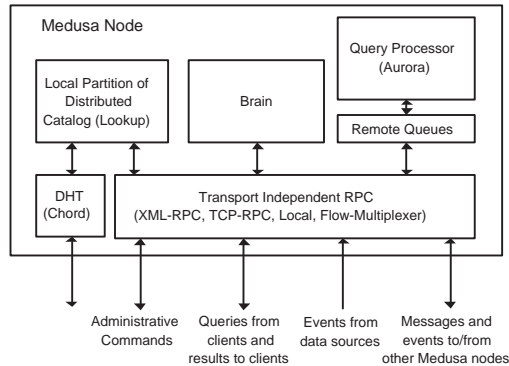 Medusa Node
Query Processor
(Aurora)
Local Partition of
Distributed
Catalog (Lookup)
Brain
Remote Queues
DHT
(Chord)
Transport Independent RPC
(XML-RPC, TCP-RPC, Local, Flow-Multiplexer)
Administrative
Commands
Queries from
clients and
results to clients
Events from
data sources
Messages and
events to/from
other Medusa nodes